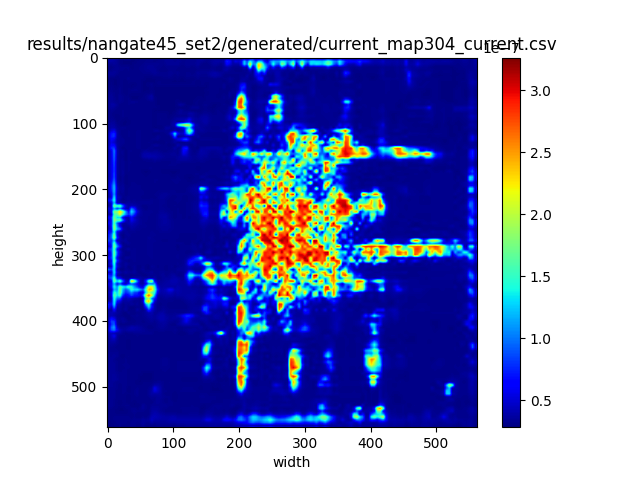 results/nangate45_set2/generated/current_map304_current.csv
1e−7
0
100
200
300
400
500
height
0 100 200 300 400 500
width
3.0
2.5
2.0
1.5
1.0
0.5